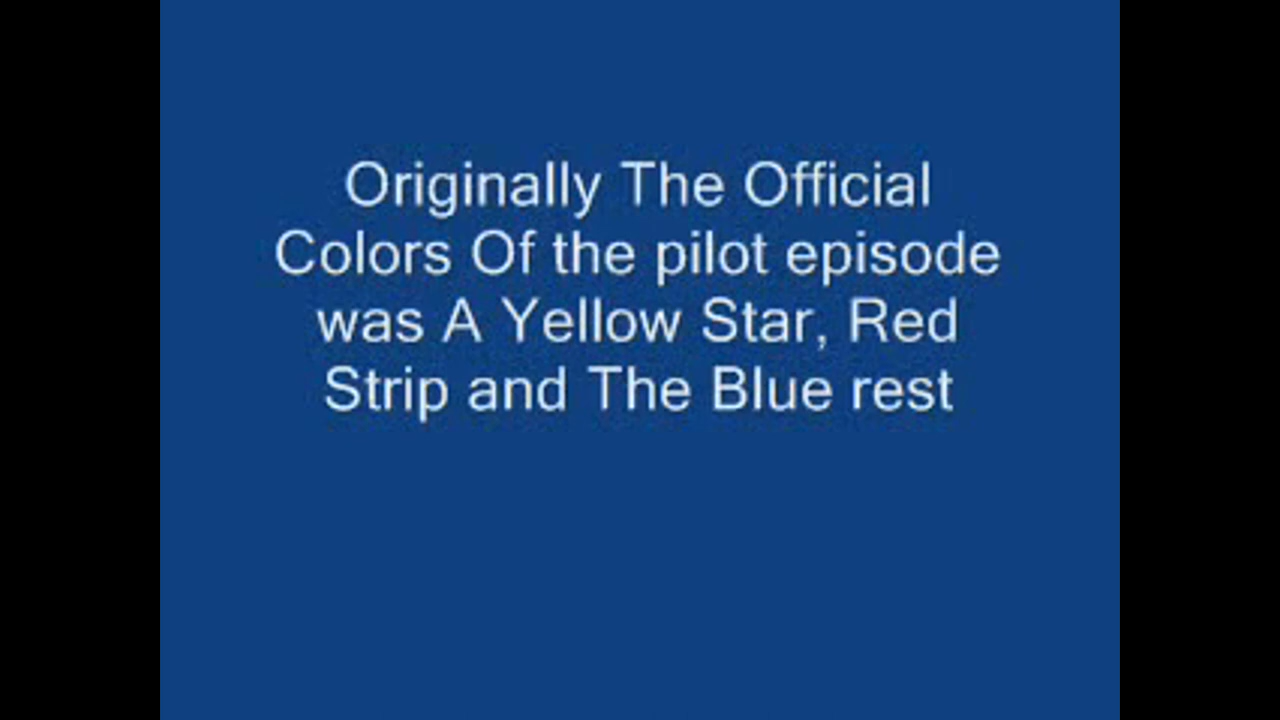 Originally The Official
Colors Of the pilot episode
was A Yellow Star, Red
Strip and The Blue rest